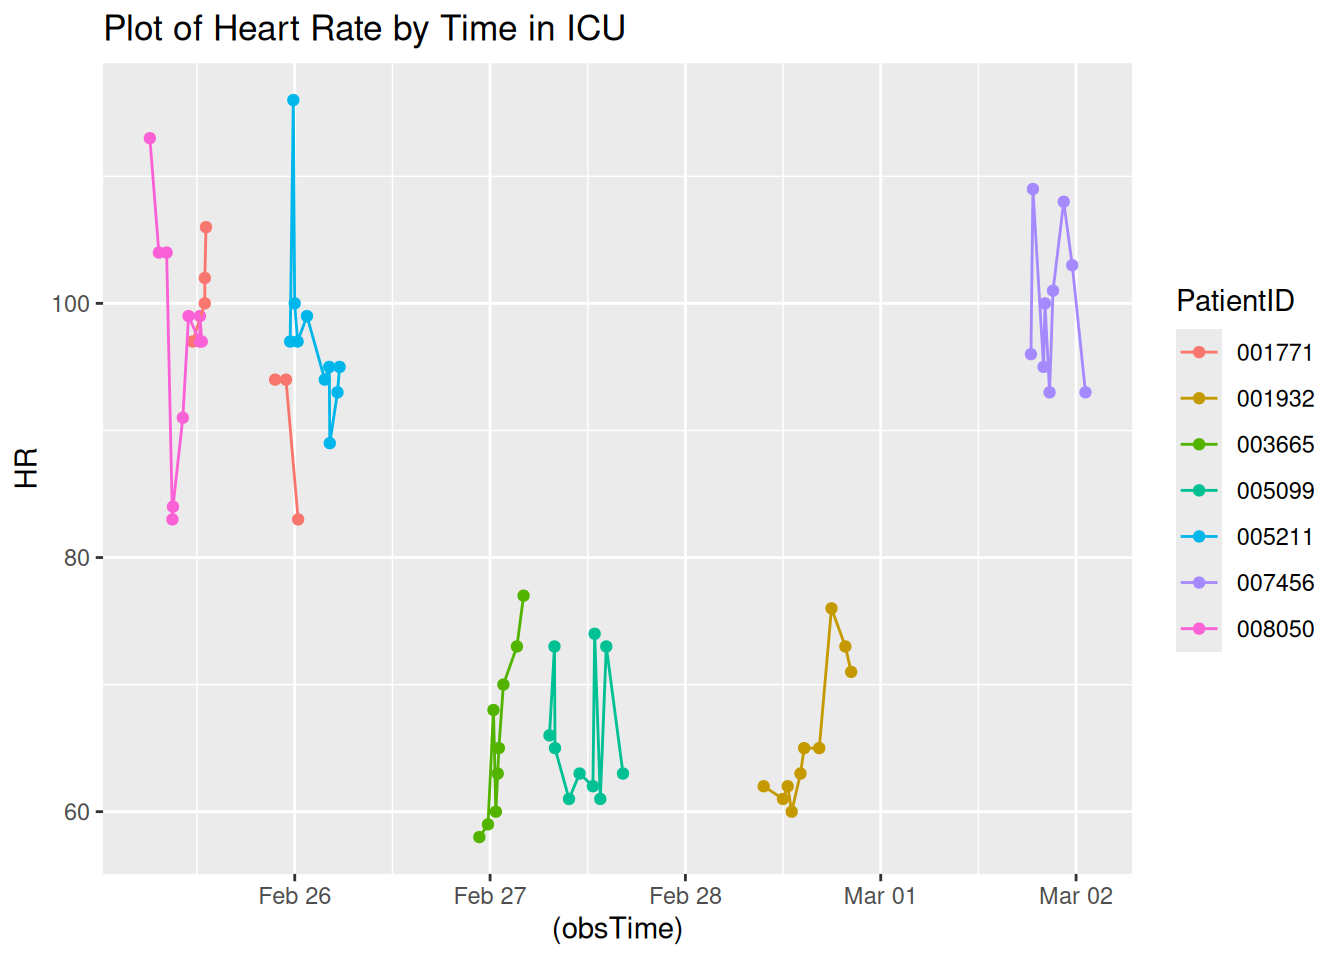 Plot of Heart Rate by Time in ICU
HR
100
80
60
Feb 26
Feb 27
Feb 28
Mar 01
Mar 02
(obsTime)
PatientID
001771
001932
003665
005099
005211
007456
008050